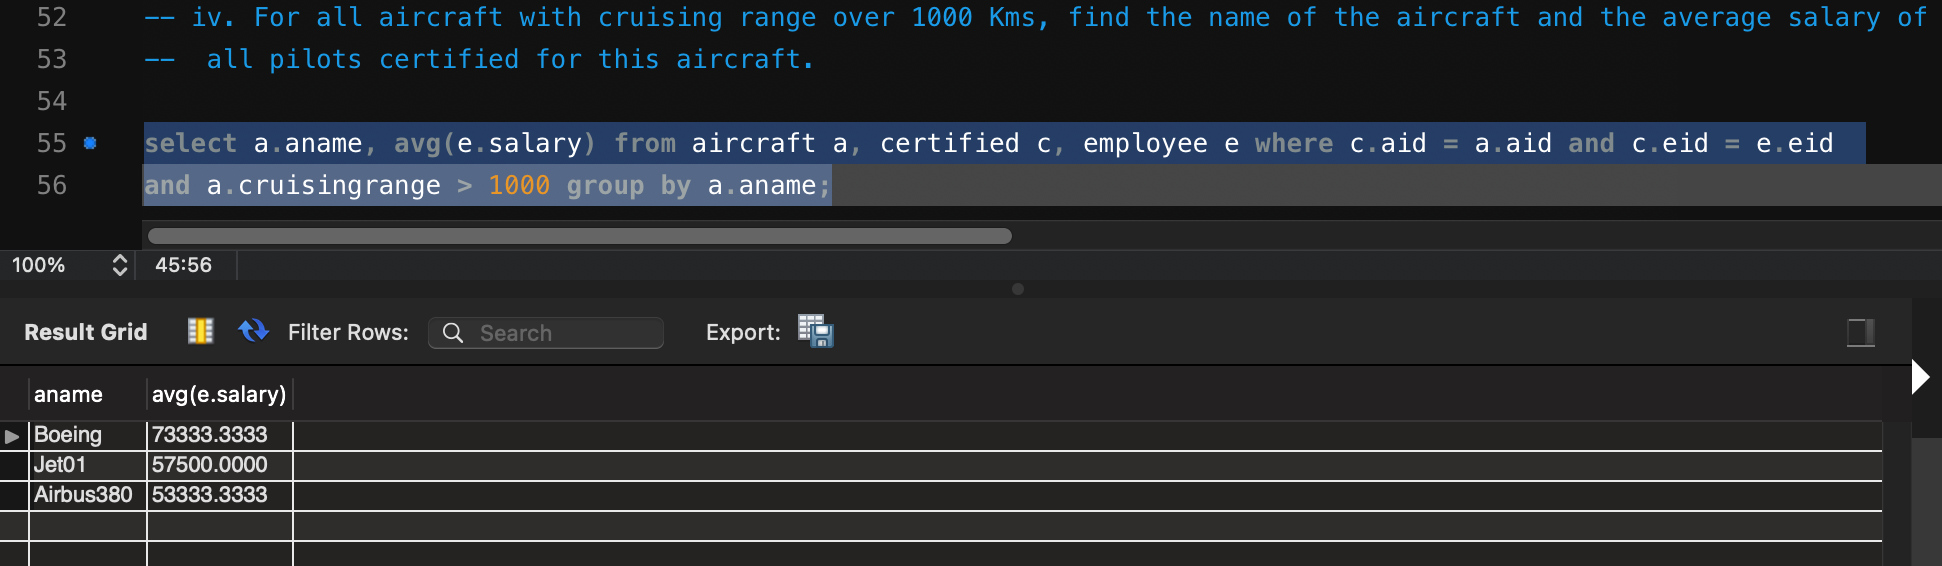 52 -- iv. For all aircraft with cruising range over 1000 Kms, find the name of the aircraft and the average salary of
53 --  all pilots certified for this aircraft.
54
55 select a.aname, avg(e.salary) from aircraft a, certified c, employee e where c.aid = a.aid and c.eid = e.eid
56 and a.cruisingrange > 1000 group by a.aname;
100% 45:56
Result Grid Filter Rows: Search Export:
aname avg(e.salary)
Boeing 73333.3333
Jet01 57500.0000
Airbus380 53333.3333